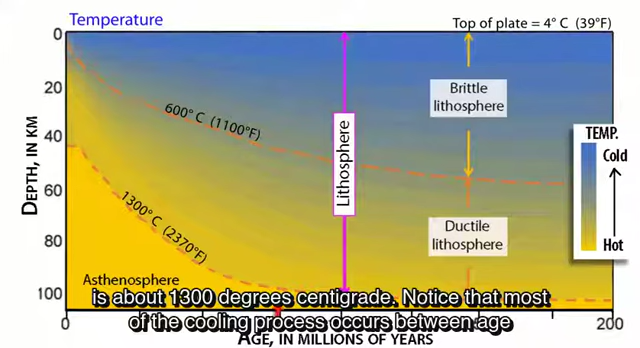 Temperature
Top of plate = 4° C (39°F)
0
20
40
60
80
100
DEPTH, IN KM
600° C (1100°F)
1300° C (2370°F)
Lithosphere
Brittle
lithosphere
Ductile
lithosphere
TEMP.
Cold
Hot
Asthenosphere
is about 1300 degrees centigrade. Notice that most
of the cooling process occurs between age
0
200
AGE, IN MILLIONS OF YEARS